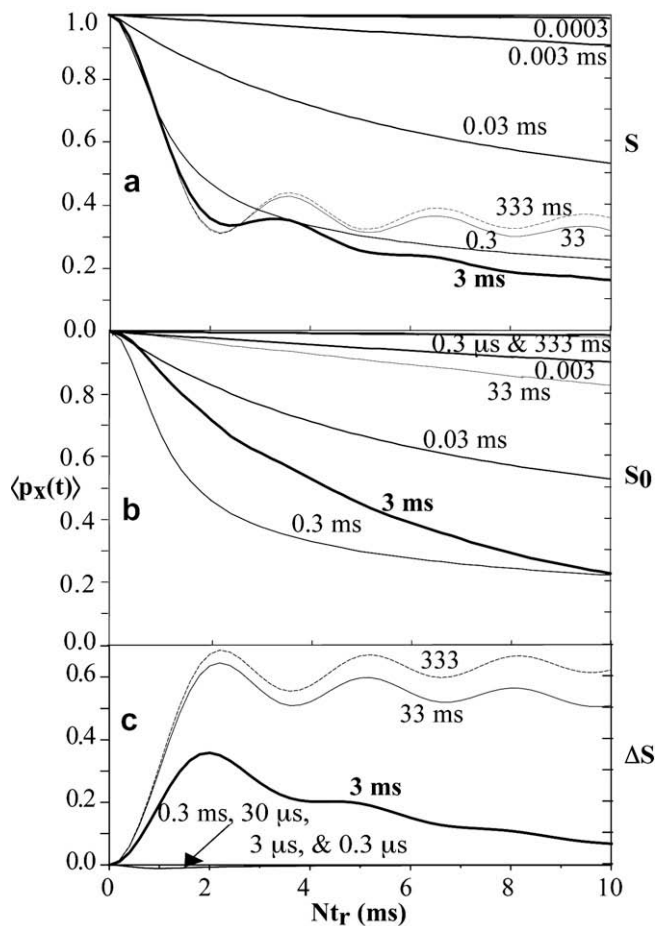 1.0
0.0003
0.003 ms
0.8
0.03 ms
0.6
S
0.4
a
333 ms
0.3
33
0.2
3 ms
0.0
0.3 μs & 333 ms
0.003
0.8
33 ms
0.03 ms
0.6
⟨px(t)⟩
S0
b
3 ms
0.4
0.3 ms
0.2
0.0
0.6
333
c
33 ms
0.4
ΔS
3 ms
0.2
0.3 ms, 30 μs,
3 μs, & 0.3 μs
0.0
0 2 4 6 8 10
Ntr (ms)